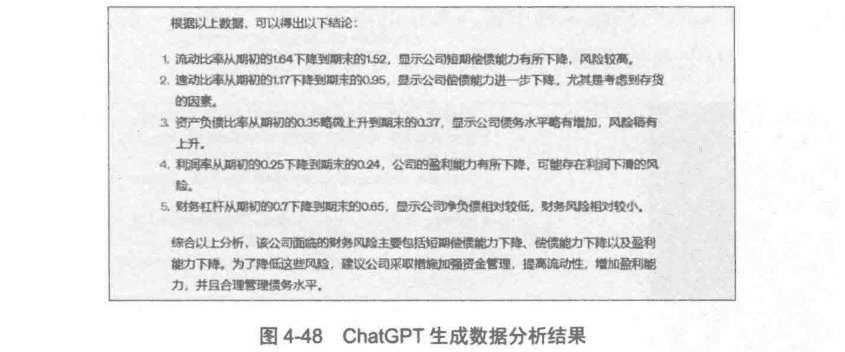 根据以上数据，可以得出以下结论：
1. 流动比率从期初的1.64下降到期末的1.52，显示公司短期偿债能力有所下降，风险较高。
2. 速动比率从期初的1.17下降到期末的0.95，显示公司偿债能力进一步下降，尤其是考虑到存货
的因素。
3. 资产负债比率从期初的0.35略微上升到期末的0.37，显示公司债务水平略有增加，风险稍有
上升。
4. 利润率从期初的0.25下降到期末的0.24，公司的盈利能力有所下降，可能存在利润下滑的风
险。
5. 财务杠杆从期初的0.7下降到期末的0.65，显示公司净负债相对较低，财务风险相对较小。
综合以上分析，该公司面临的财务风险主要包括短期偿债能力下降、偿债能力下降以及盈利
能力下降。为了降低这些风险，建议公司采取措施加强资金管理，提高流动性，增加盈利能
力，并且合理管理债务水平。
图 4-48 ChatGPT 生成数据分析结果